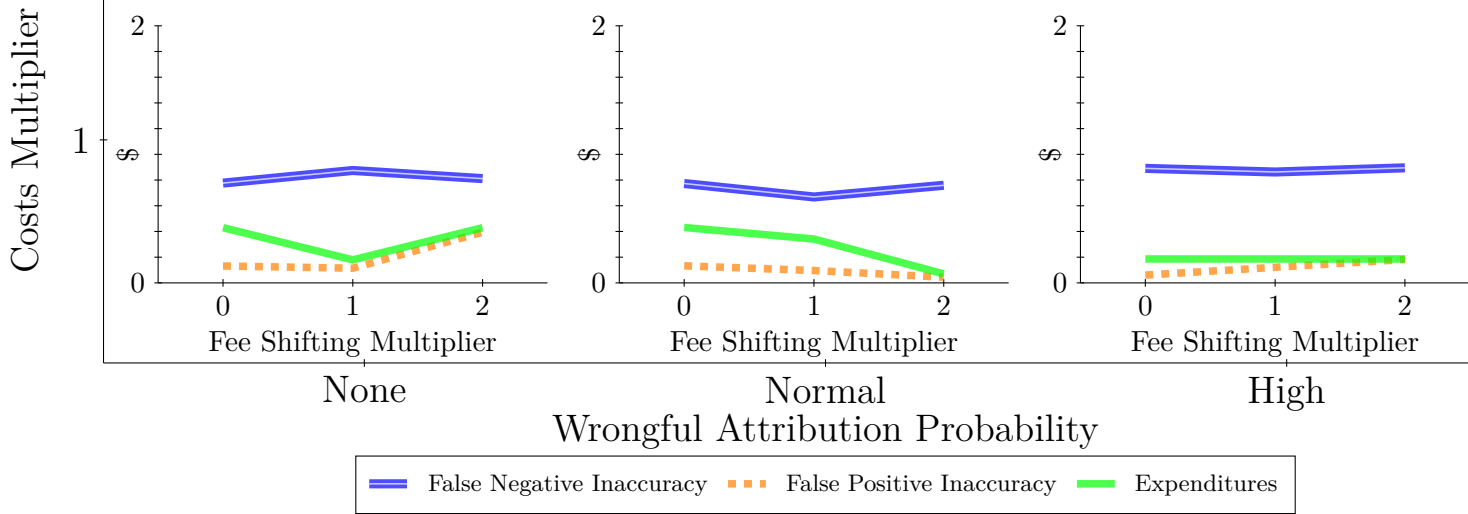 Costs Multiplier
1
2
$
0
0 1 2
Fee Shifting Multiplier
2
$
0
0 1 2
Fee Shifting Multiplier
2
$
0
0 1 2
Fee Shifting Multiplier
None Normal High
Wrongful Attribution Probability
False Negative Inaccuracy False Positive Inaccuracy Expenditures